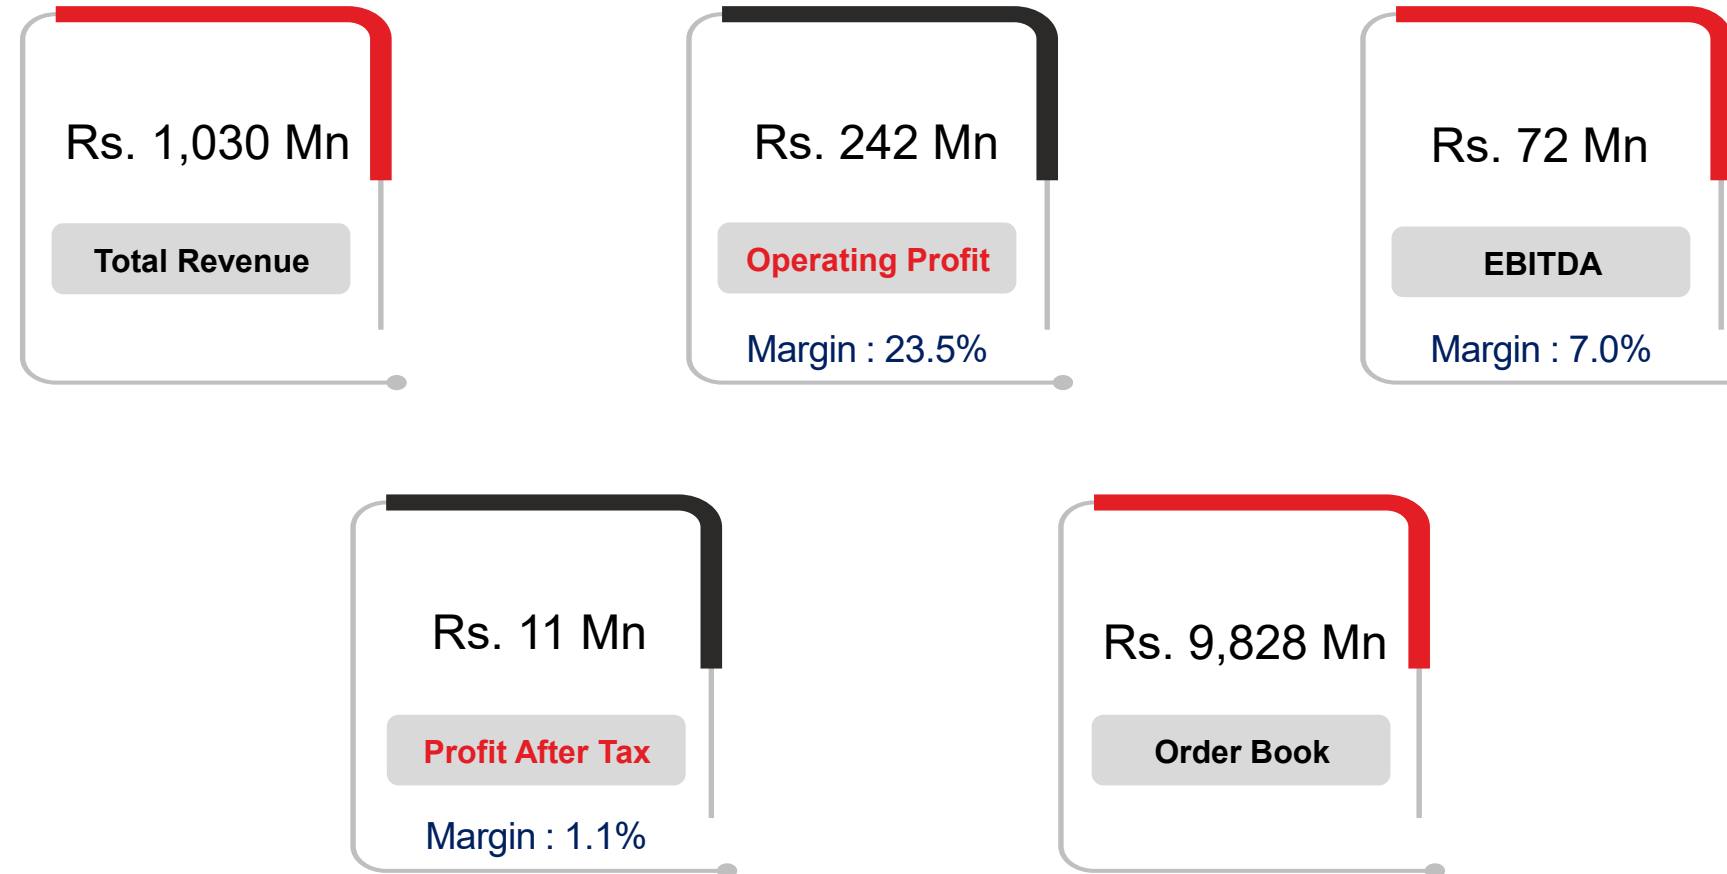 Rs. 1,030 Mn
Total Revenue
Rs. 242 Mn
Operating Profit
Margin : 23.5%
Rs. 72 Mn
EBITDA
Margin : 7.0%
Rs. 11 Mn
Profit After Tax
Margin : 1.1%
Rs. 9,828 Mn
Order Book